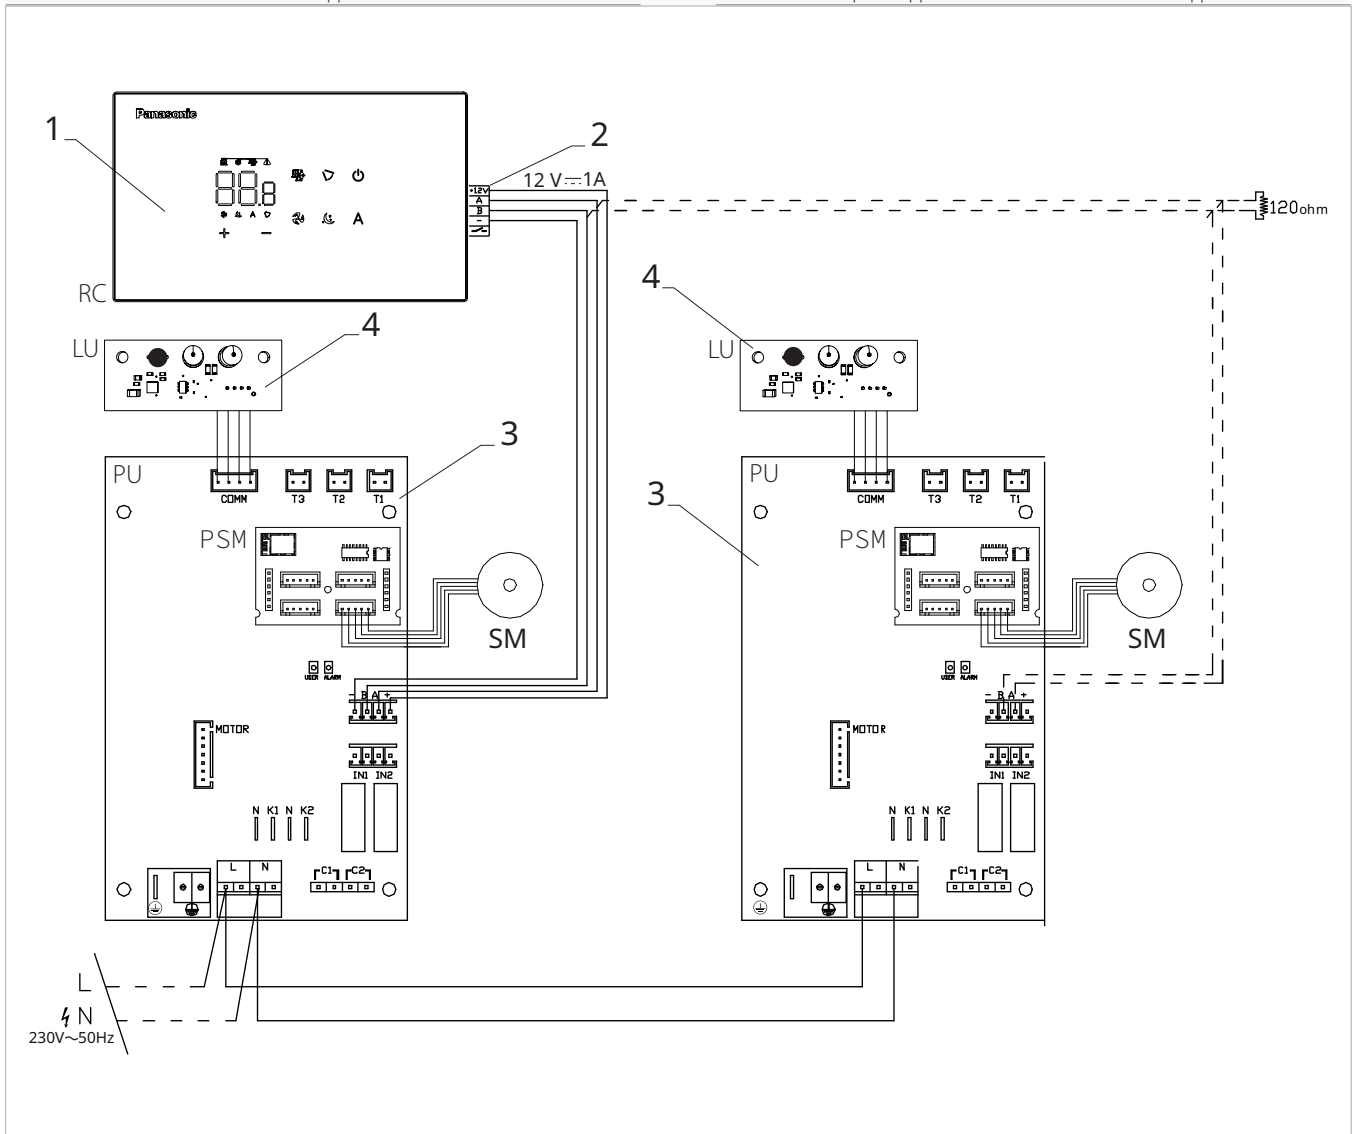 Panasonic
1
2
12 V⎓1A
+12V
A
B
-
88.8
A
A
+ -
120ohm
RC
4
4
LU
LU
3
3
PU
PU
COMM T3 T2 T1
COMM T3 T2 T1
PSM
PSM
SM
SM
USER ALARM
USER ALARM
- B A +
- B A +
MOTOR
MOTOR
IN1 IN2
IN1 IN2
N K1 N K2
N K1 N K2
L N C1 C2
L N C1 C2
L
N
230V~50Hz